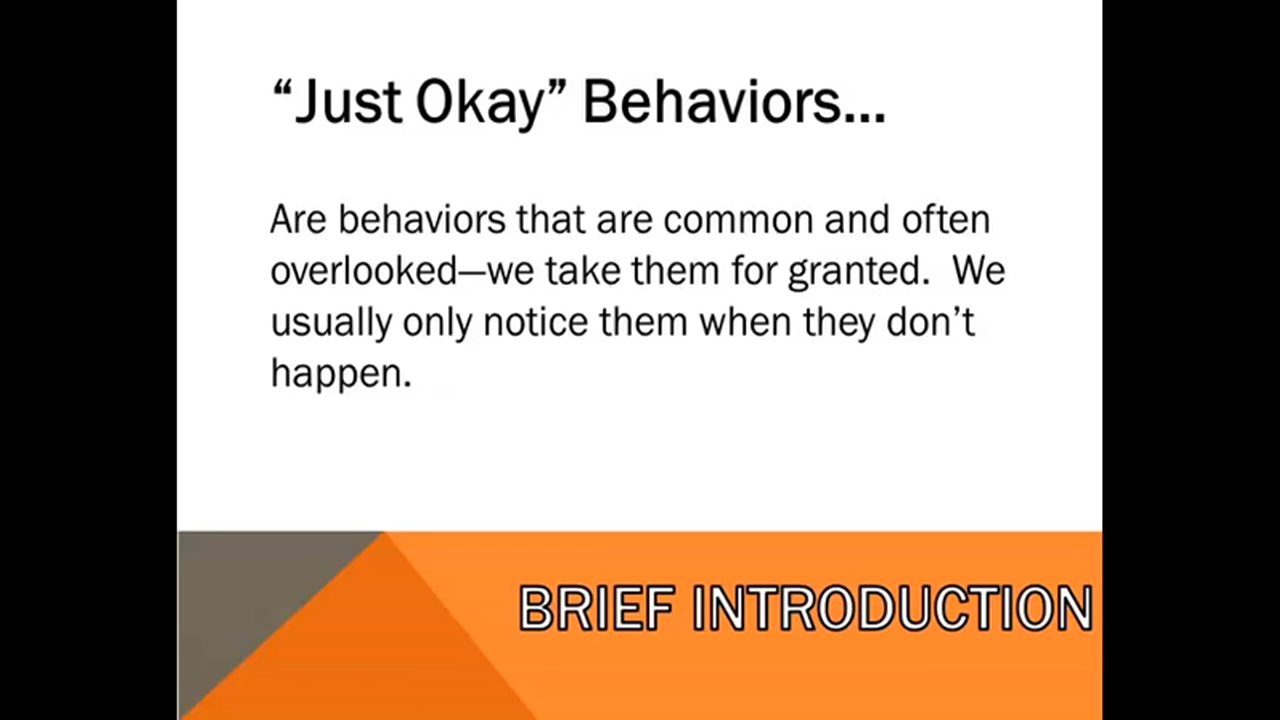 “Just Okay” Behaviors...
Are behaviors that are common and often
overlooked—we take them for granted.  We
usually only notice them when they don’t
happen.
BRIEF INTRODUCTION